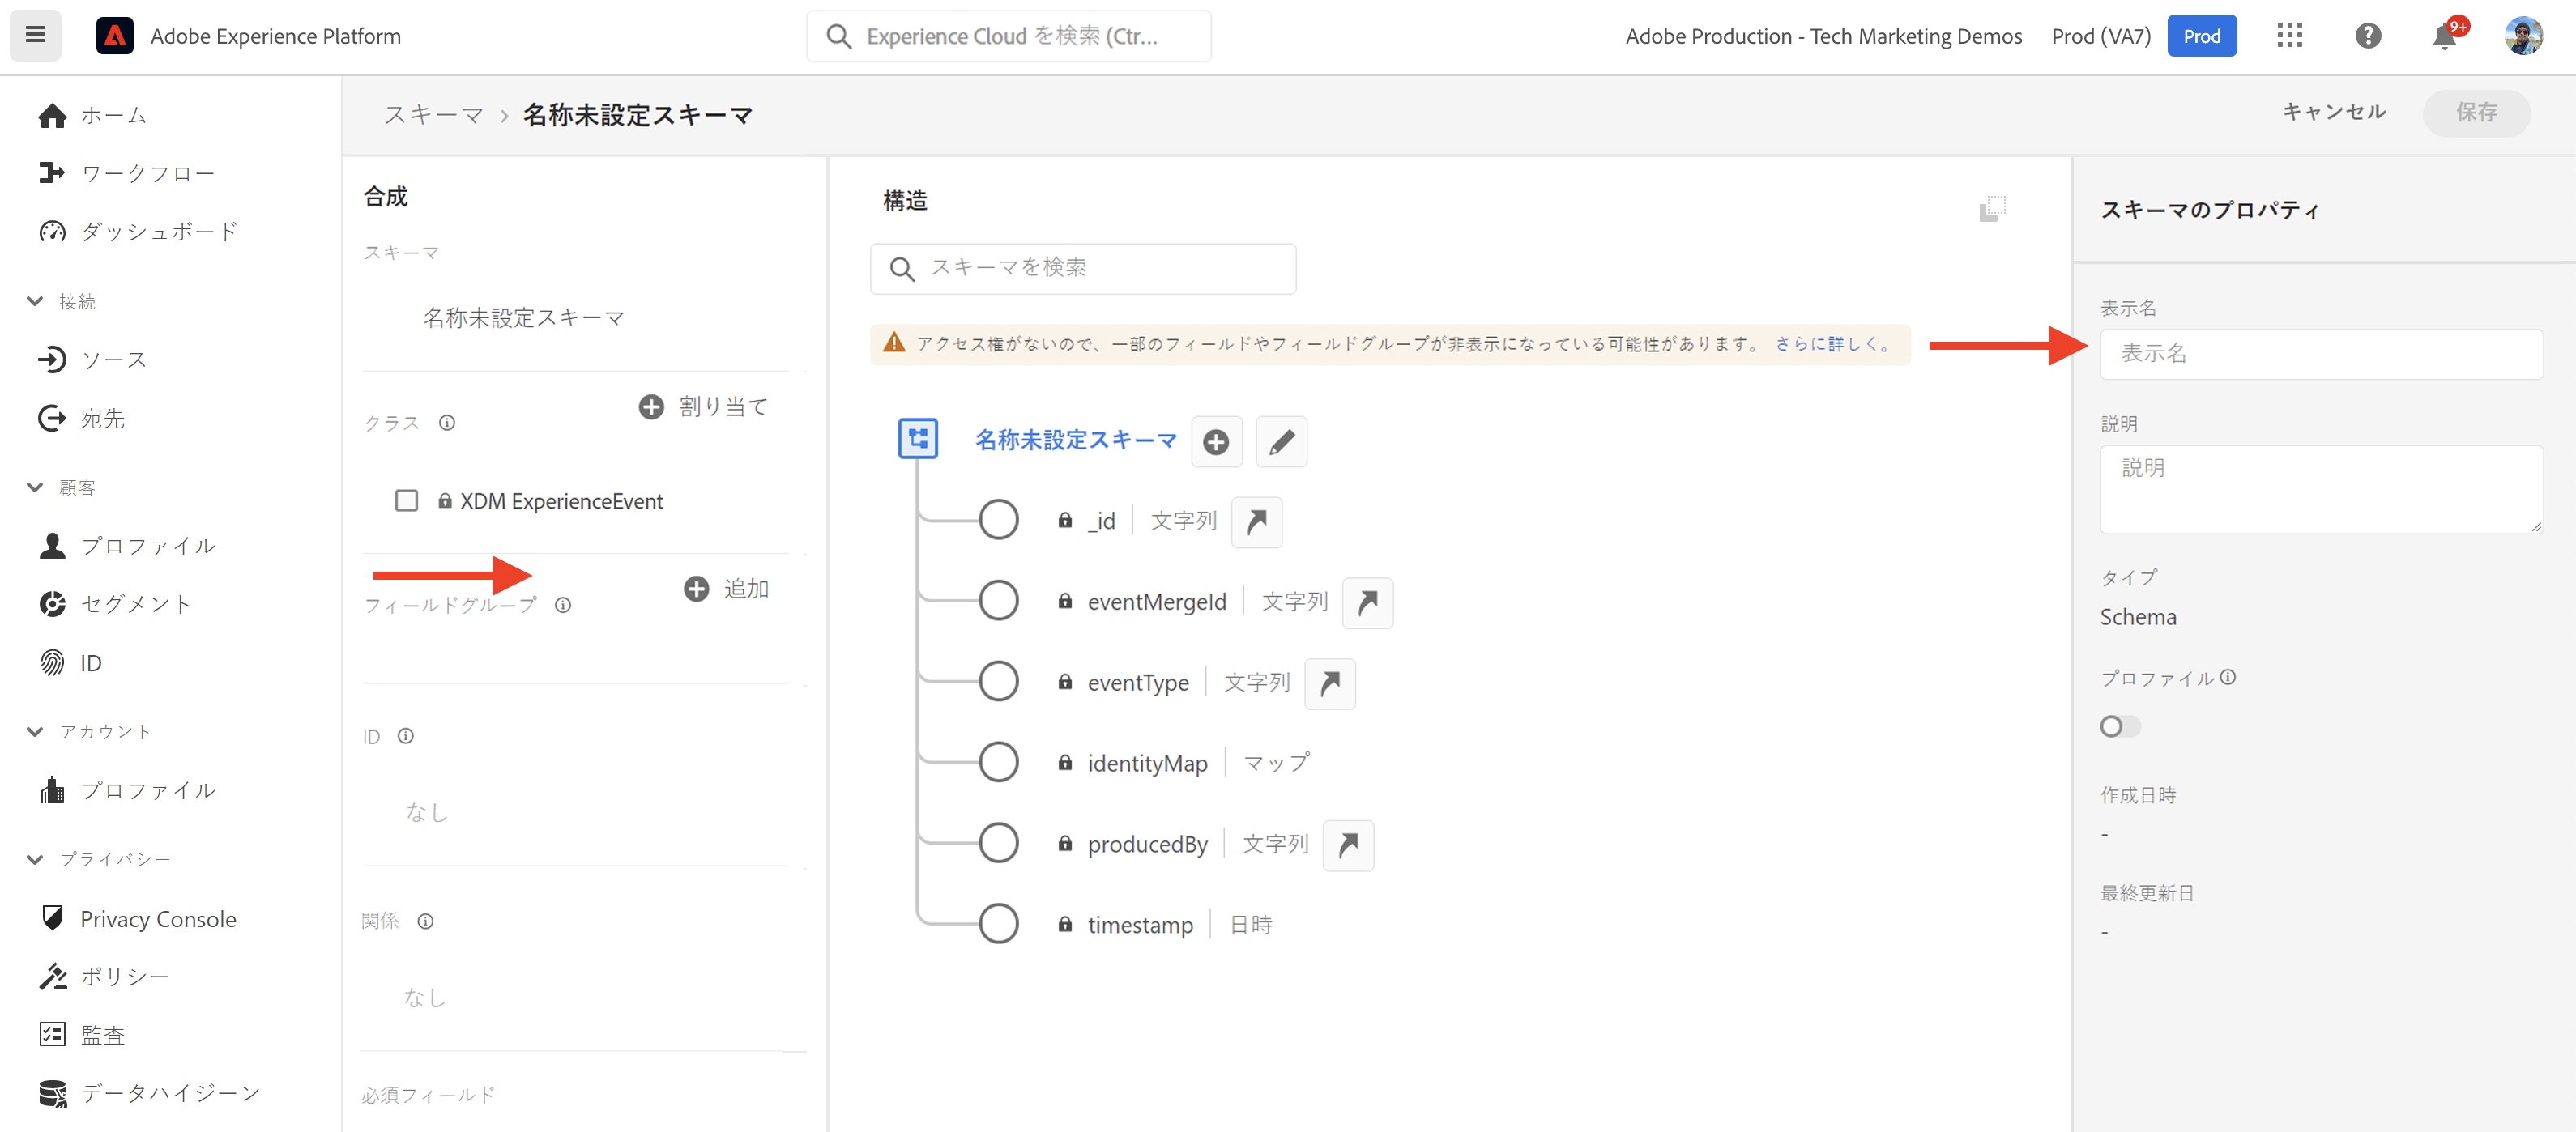 Adobe Experience Platform
Experience Cloud を検索 (Ctr...
Adobe Production - Tech Marketing Demos
Prod (VA7)
Prod
9+
ホーム
ワークフロー
ダッシュボード
接続
ソース
宛先
顧客
プロファイル
セグメント
ID
アカウント
プロファイル
プライバシー
Privacy Console
ポリシー
監査
データハイジーン
スキーマ › 名称未設定スキーマ
キャンセル
保存
合成
スキーマ
名称未設定スキーマ
クラス
割り当て
XDM ExperienceEvent
フィールドグループ
追加
ID
なし
関係
なし
必須フィールド
構造
スキーマを検索
アクセス権がないので、一部のフィールドやフィールドグループが非表示になっている可能性があります。 さらに詳しく。
名称未設定スキーマ
_id 文字列
eventMergeId 文字列
eventType 文字列
identityMap マップ
producedBy 文字列
timestamp 日時
スキーマのプロパティ
表示名
表示名
説明
説明
タイプ
Schema
プロファイル
作成日時
-
最終更新日
-